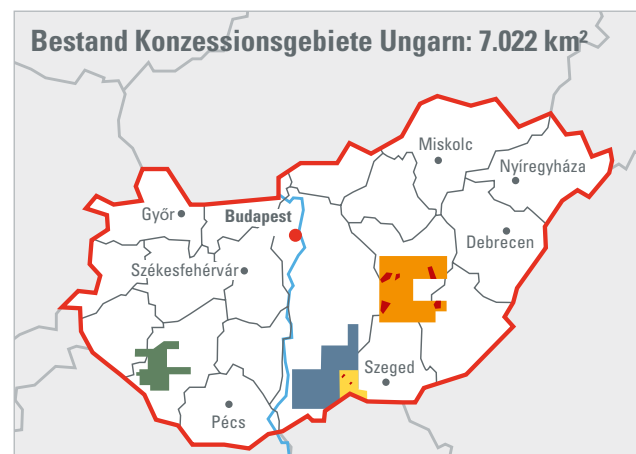 Bestand Konzessionsgebiete Ungarn: 7.022 km²
Miskolc
Nyíregyháza
Győr
Budapest
Debrecen
Székesfehérvár
Szeged
Pécs